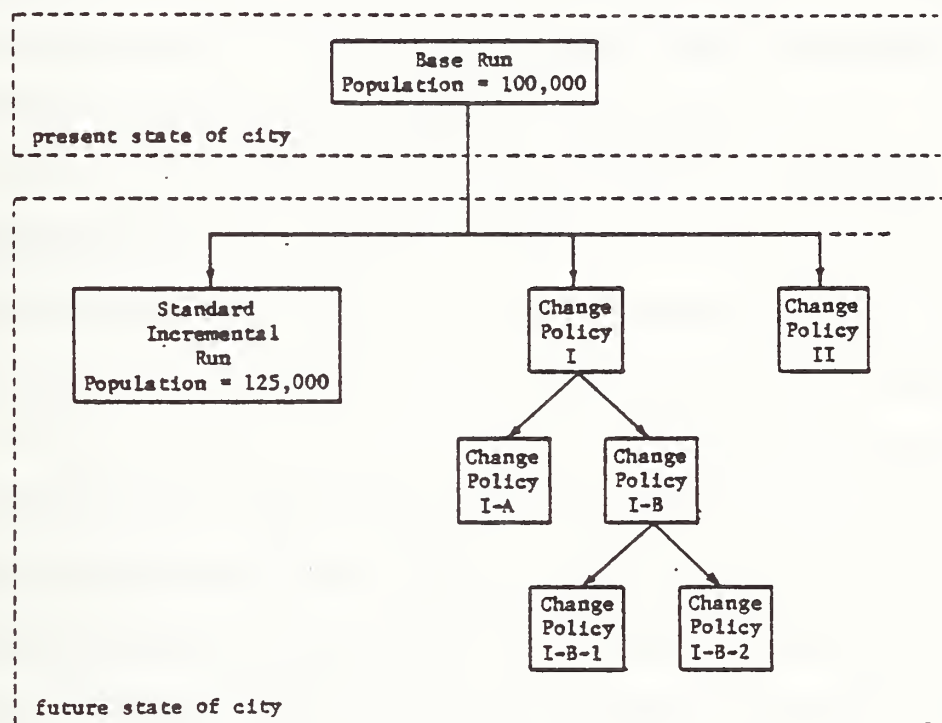 Base Run
Population = 100,000
present state of city
Standard
Incremental
Run
Population = 125,000
Change
Policy
I
Change
Policy
II
Change
Policy
I-A
Change
Policy
I-B
Change
Policy
I-B-1
Change
Policy
I-B-2
future state of city